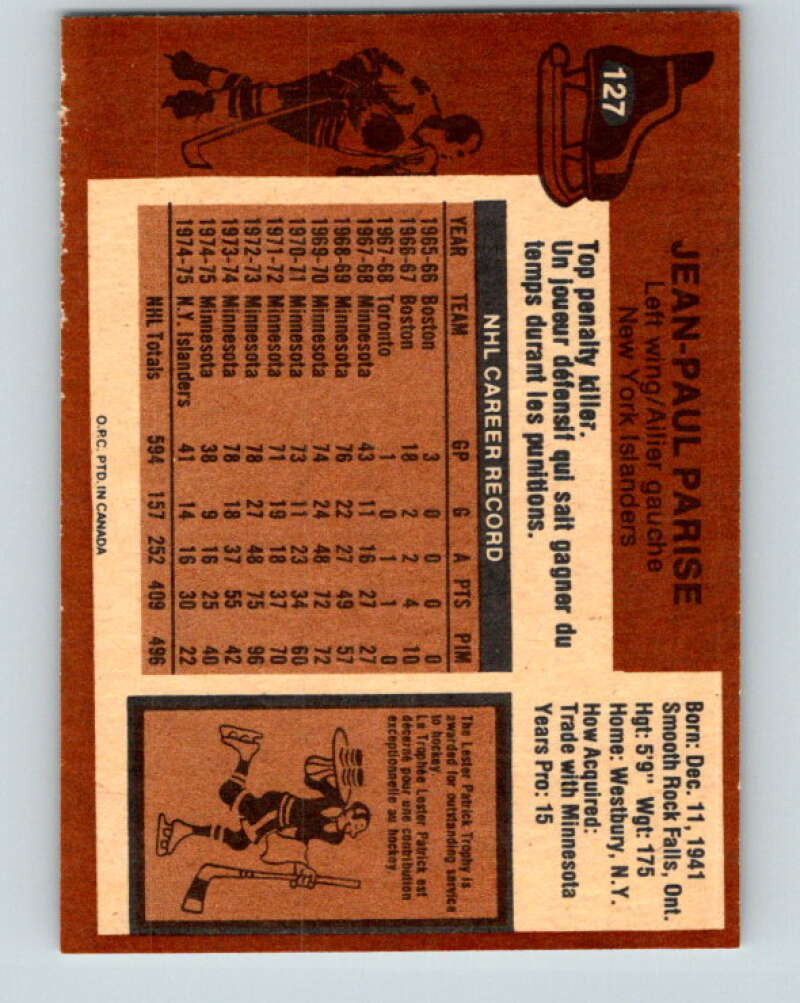 127
JEAN-PAUL PARISE
Left wing/Ailier gauche
New York Islanders
Born: Dec. 11, 1941
Smooth Rock Falls, Ont.
Hgt: 5'9" Wgt: 175
Home: Westbury, N.Y.
How Acquired:
Trade with Minnesota
Years Pro: 15
Top penalty killer.
Un joueur défensif qui sait gagner du
temps durant les punitions.
NHL CAREER RECORD
YEAR TEAM GP G A PTS PIM
1965-66 Boston 3 0 0 0 0
1966-67 Boston 18 2 2 4 10
1967-68 Toronto 1 0 1 1 0
1967-68 Minnesota 43 11 16 27 27
1968-69 Minnesota 76 22 27 49 57
1969-70 Minnesota 74 24 48 72 72
1970-71 Minnesota 73 11 23 34 60
1971-72 Minnesota 71 19 18 37 70
1972-73 Minnesota 78 27 48 75 96
1973-74 Minnesota 78 18 37 55 42
1974-75 Minnesota 38 9 16 25 40
1974-75 N.Y. Islanders 41 14 16 30 22
NHL Totals 594 157 252 409 496
The Lester Patrick Trophy is
awarded for outstanding service
to hockey.
Le Trophée Lester Patrick est
décerné pour une contribution
exceptionnelle au hockey
O.P.C. PTD. IN CANADA